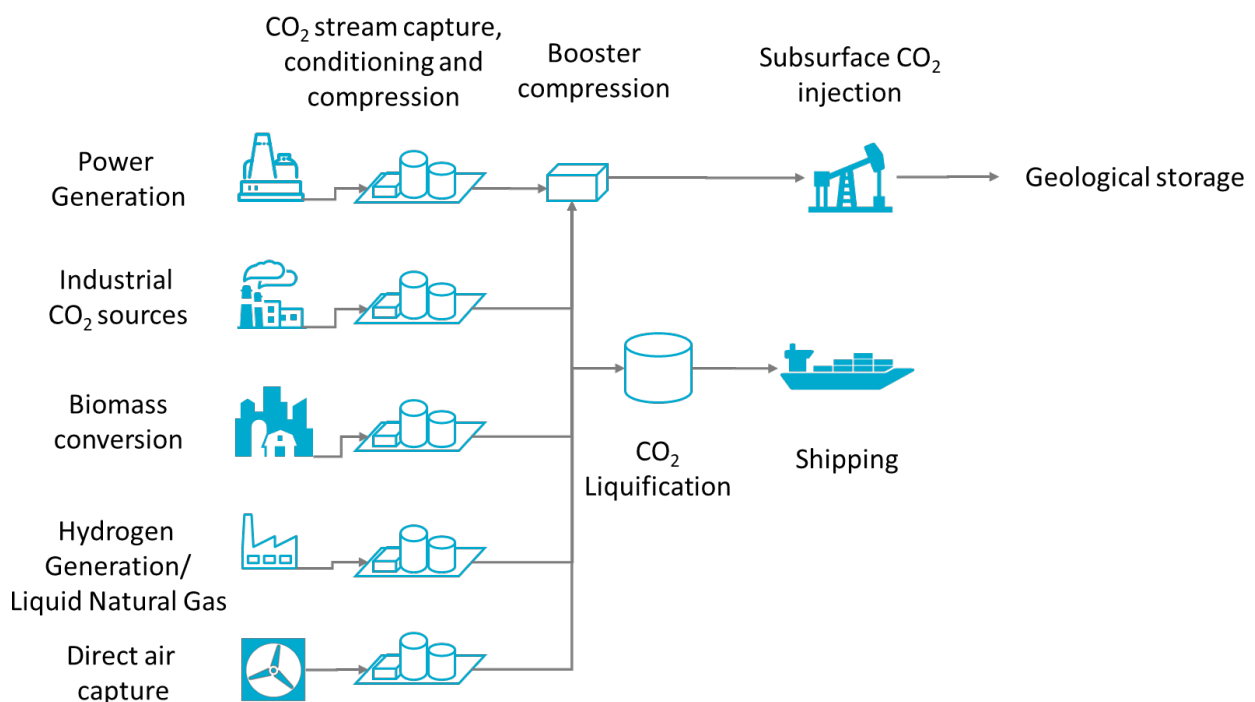 CO₂ stream capture,
conditioning and
compression
Booster
compression
Subsurface CO₂
injection
Power
Generation
Geological storage
Industrial
CO₂ sources
Biomass
conversion
CO₂
Liquification
Shipping
Hydrogen
Generation/
Liquid Natural Gas
Direct air
capture